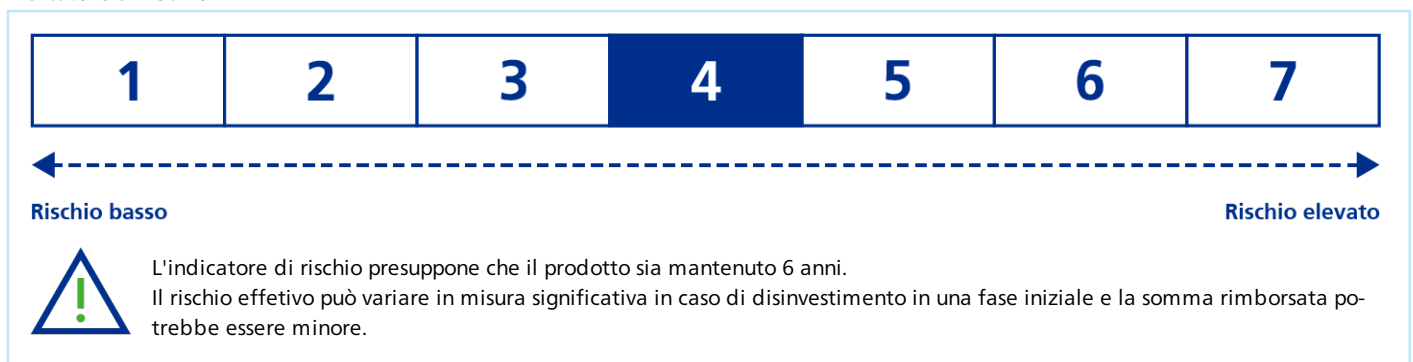 1 2 3 4 5 6 7
Rischio basso Rischio elevato
L'indicatore di rischio presuppone che il prodotto sia mantenuto 6 anni.
Il rischio effetivo può variare in misura significativa in caso di disinvestimento in una fase iniziale e la somma rimborsata po-
trebbe essere minore.